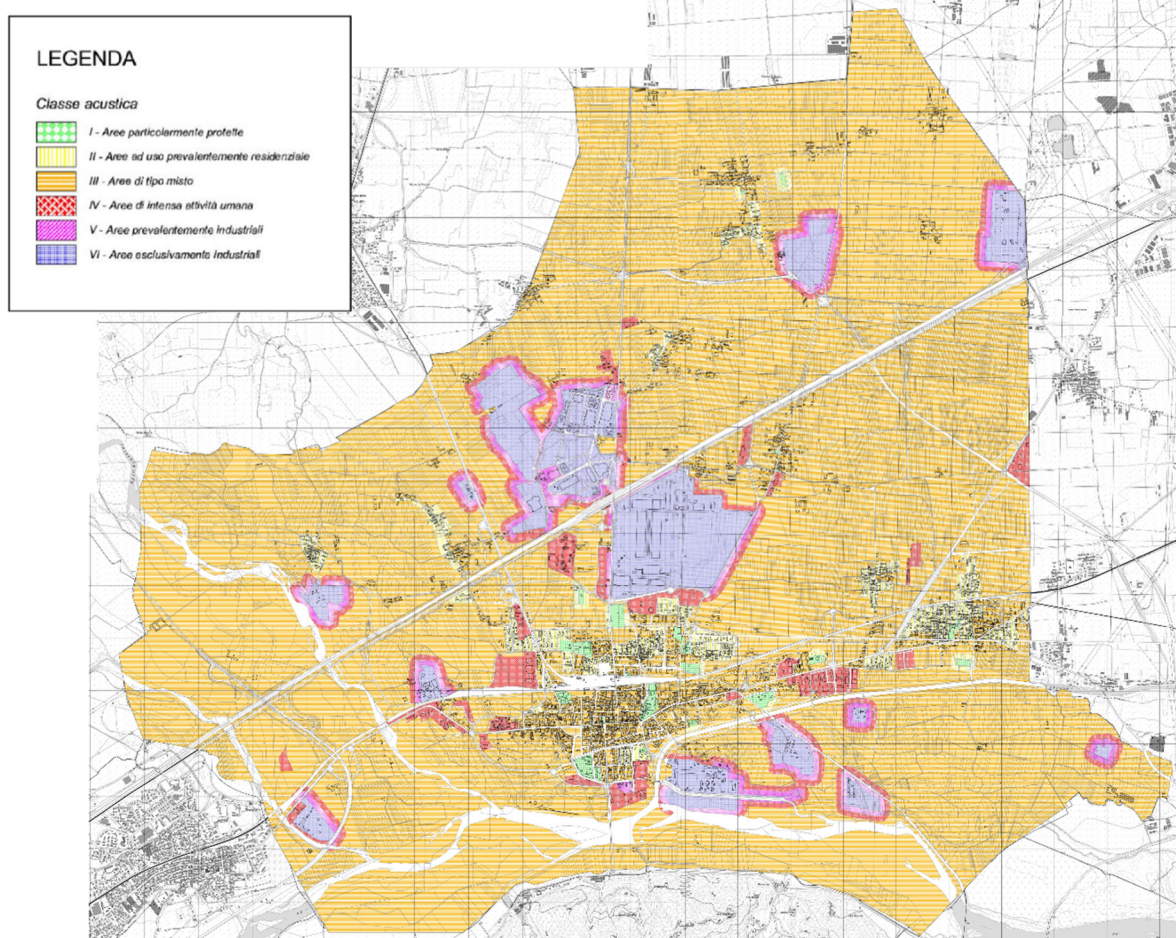 LEGENDA
Classe acustica
I - Aree particolarmente protette
II - Aree ad uso prevalentemente residenziale
III - Aree di tipo misto
IV - Aree di intensa attività umana
V - Aree prevalentemente industriali
VI - Aree esclusivamente industriali